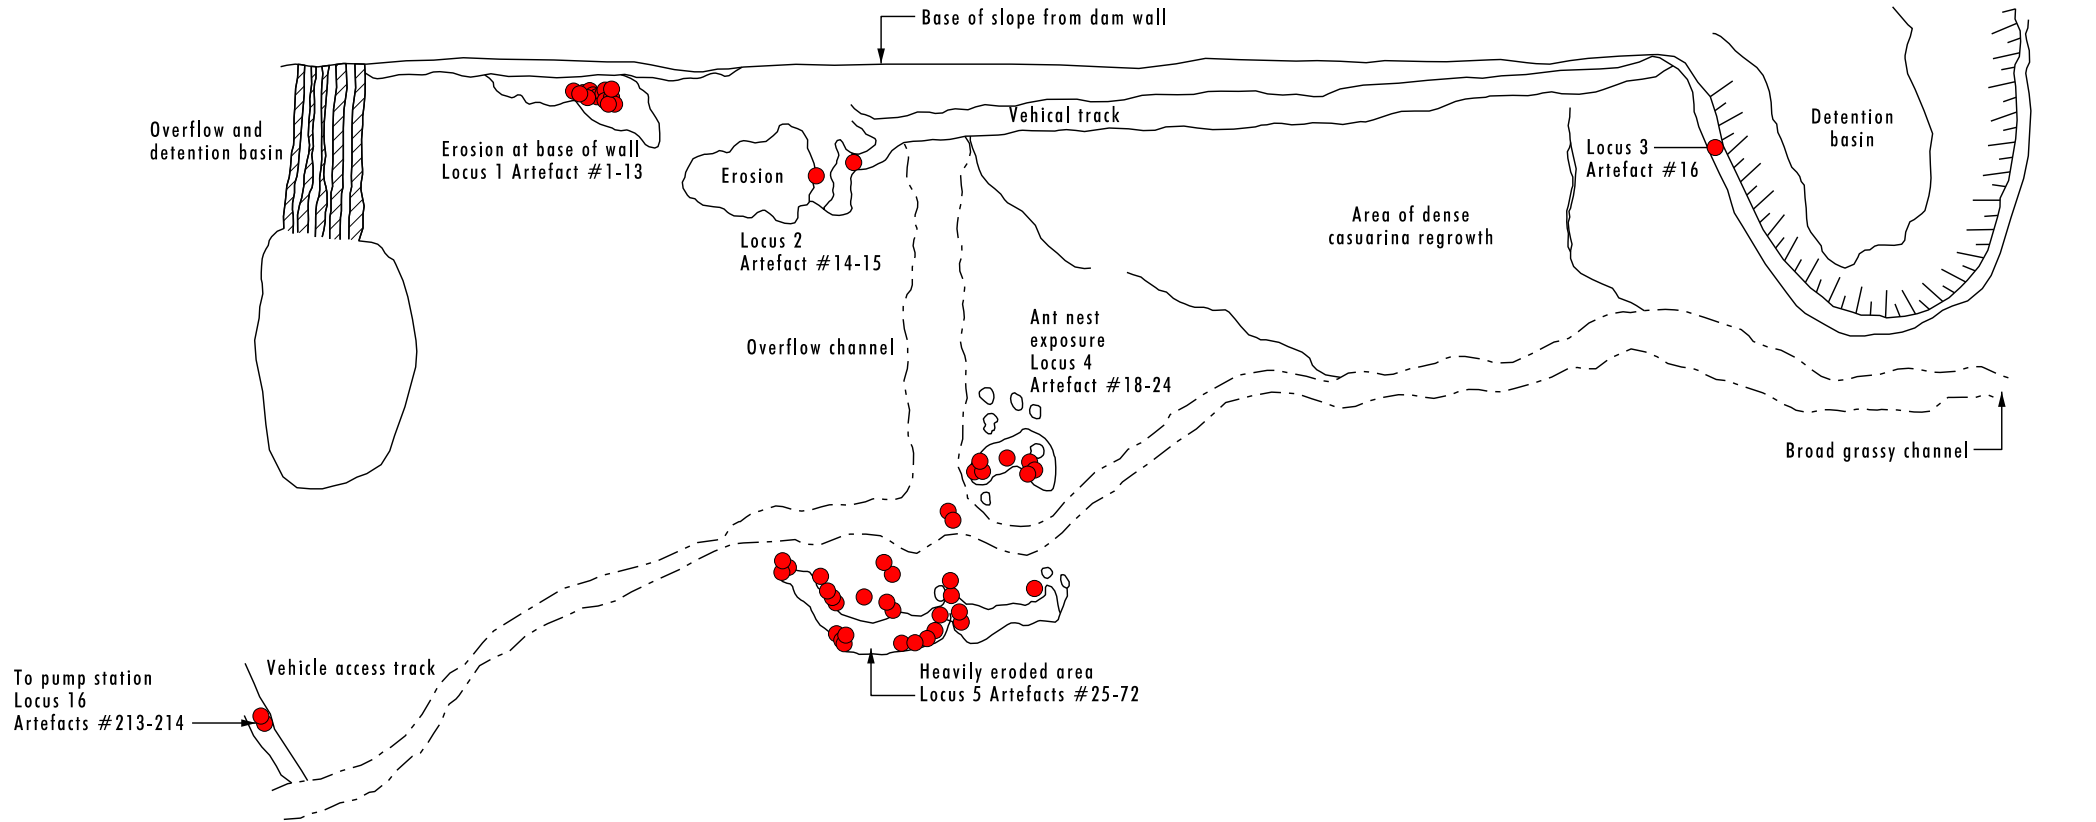 Base of slope from dam wall
Overflow and
detention basin
Erosion at base of wall
Locus 1 Artefact #1-13
Vehical track
Detention
basin
Locus 3
Artefact #16
Erosion
Locus 2
Artefact #14-15
Area of dense
casuarina regrowth
Overflow channel
Ant nest
exposure
Locus 4
Artefact #18-24
Broad grassy channel
To pump station
Locus 16
Artefacts #213-214
Vehicle access track
Heavily eroded area
Locus 5 Artefacts #25-72